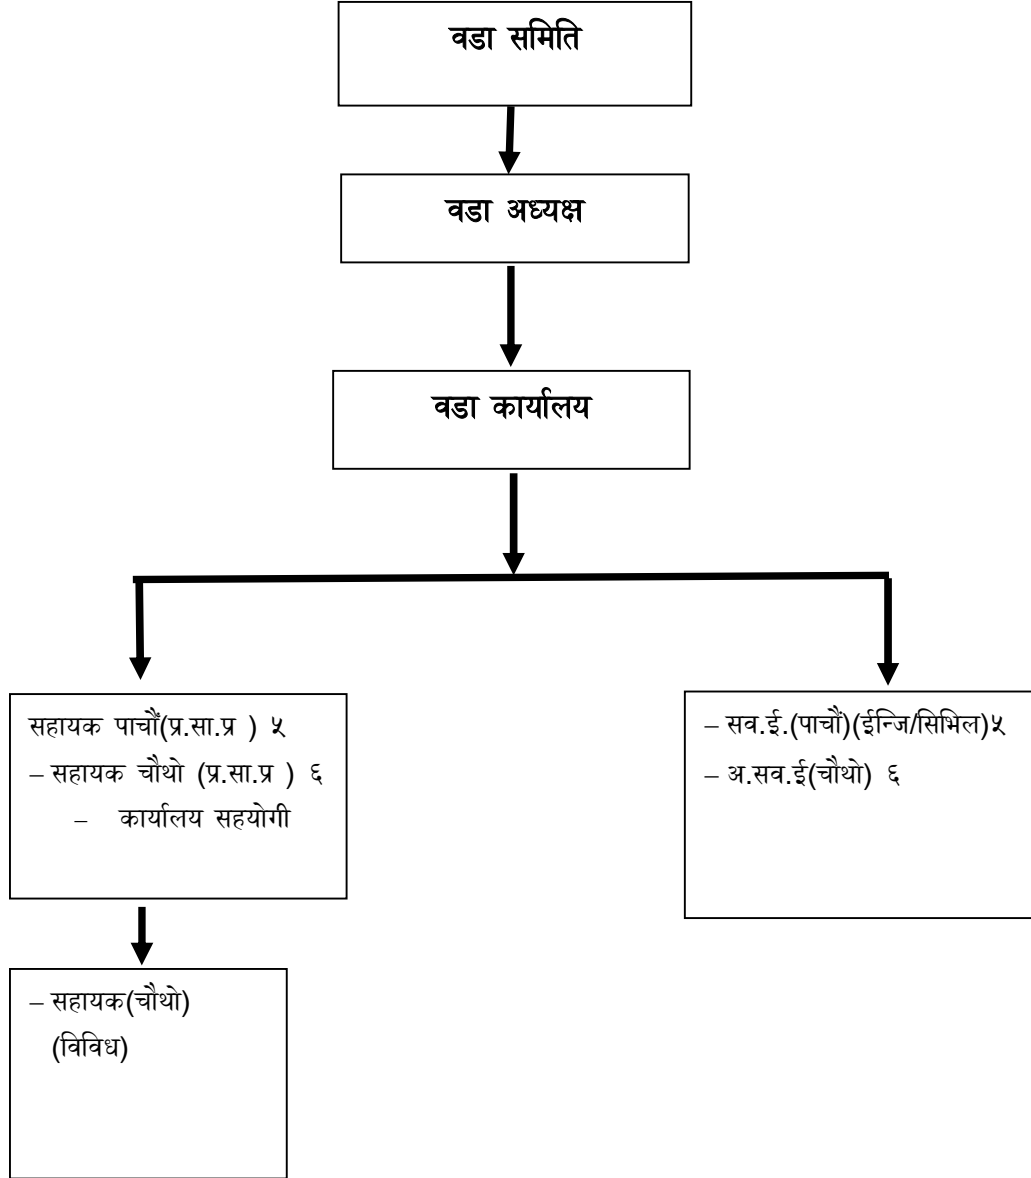 वडा समिति
वडा अध्यक्ष
वडा कार्यालय
सहायक पाचौं(प्र.सा.प्र ) ५
– सहायक चौथो (प्र.सा.प्र ) ६
– कार्यालय सहयोगी
– सव.ई.(पाचौं)(ईन्जि/सिभिल)५
– अ.सव.ई(चौथो) ६
– सहायक(चौथो)
(विविध)